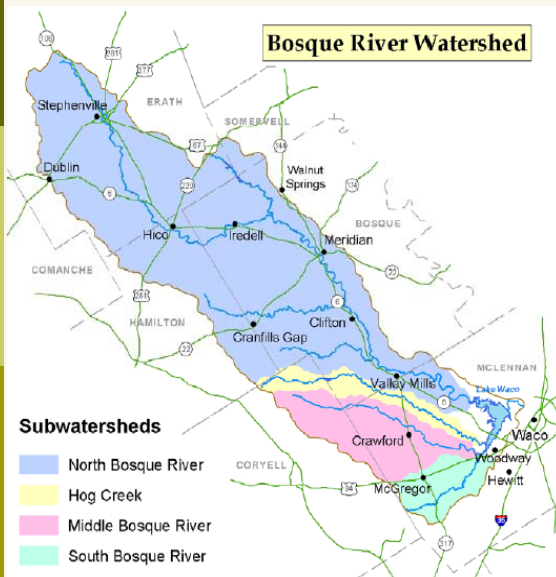 Bosque River Watershed
108
281
377
Stephenville
ERATH
SOMERVELL
67
144
Walnut
Springs
Dublin
6
220
174
BOSQUE
Hico
Iredell
Meridian
22
COMANCHE
281
6
HAMILTON
Clifton
Cranfills Gap
22
MCLENNAN
Valley Mills
Lake Waco
6
Subwatersheds
Waco
Crawford
North Bosque River
Woodway
CORYELL
Hewitt
Hog Creek
84
McGregor
Middle Bosque River
35
317
South Bosque River